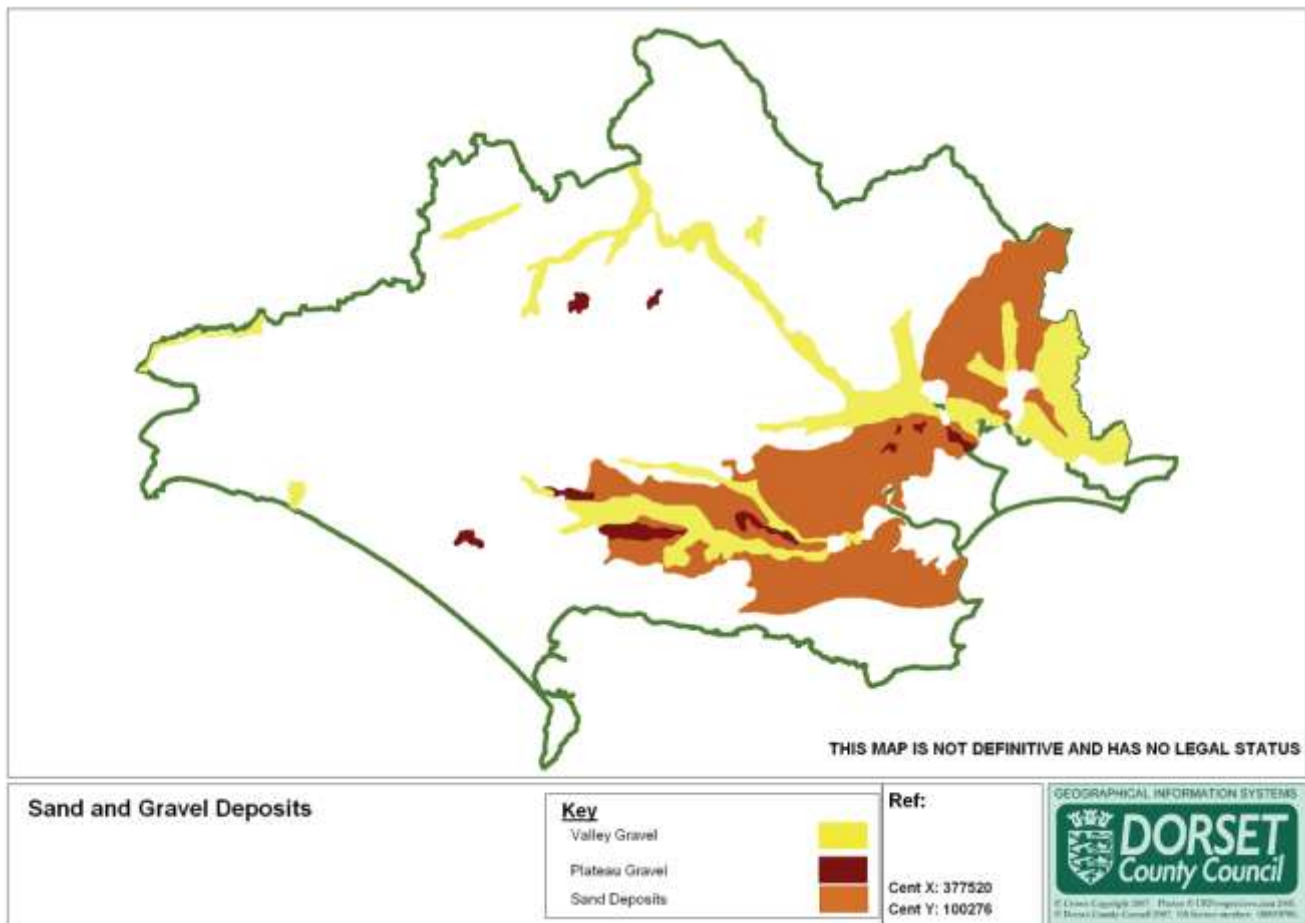 THIS MAP IS NOT DEFINITIVE AND HAS NO LEGAL STATUS
Sand and Gravel Deposits
Key
Valley Gravel
Plateau Gravel
Sand Deposits
Ref:
Cent X: 377520
Cent Y: 100276
GEOGRAPHICAL INFORMATION SYSTEMS
DORSET
County Council